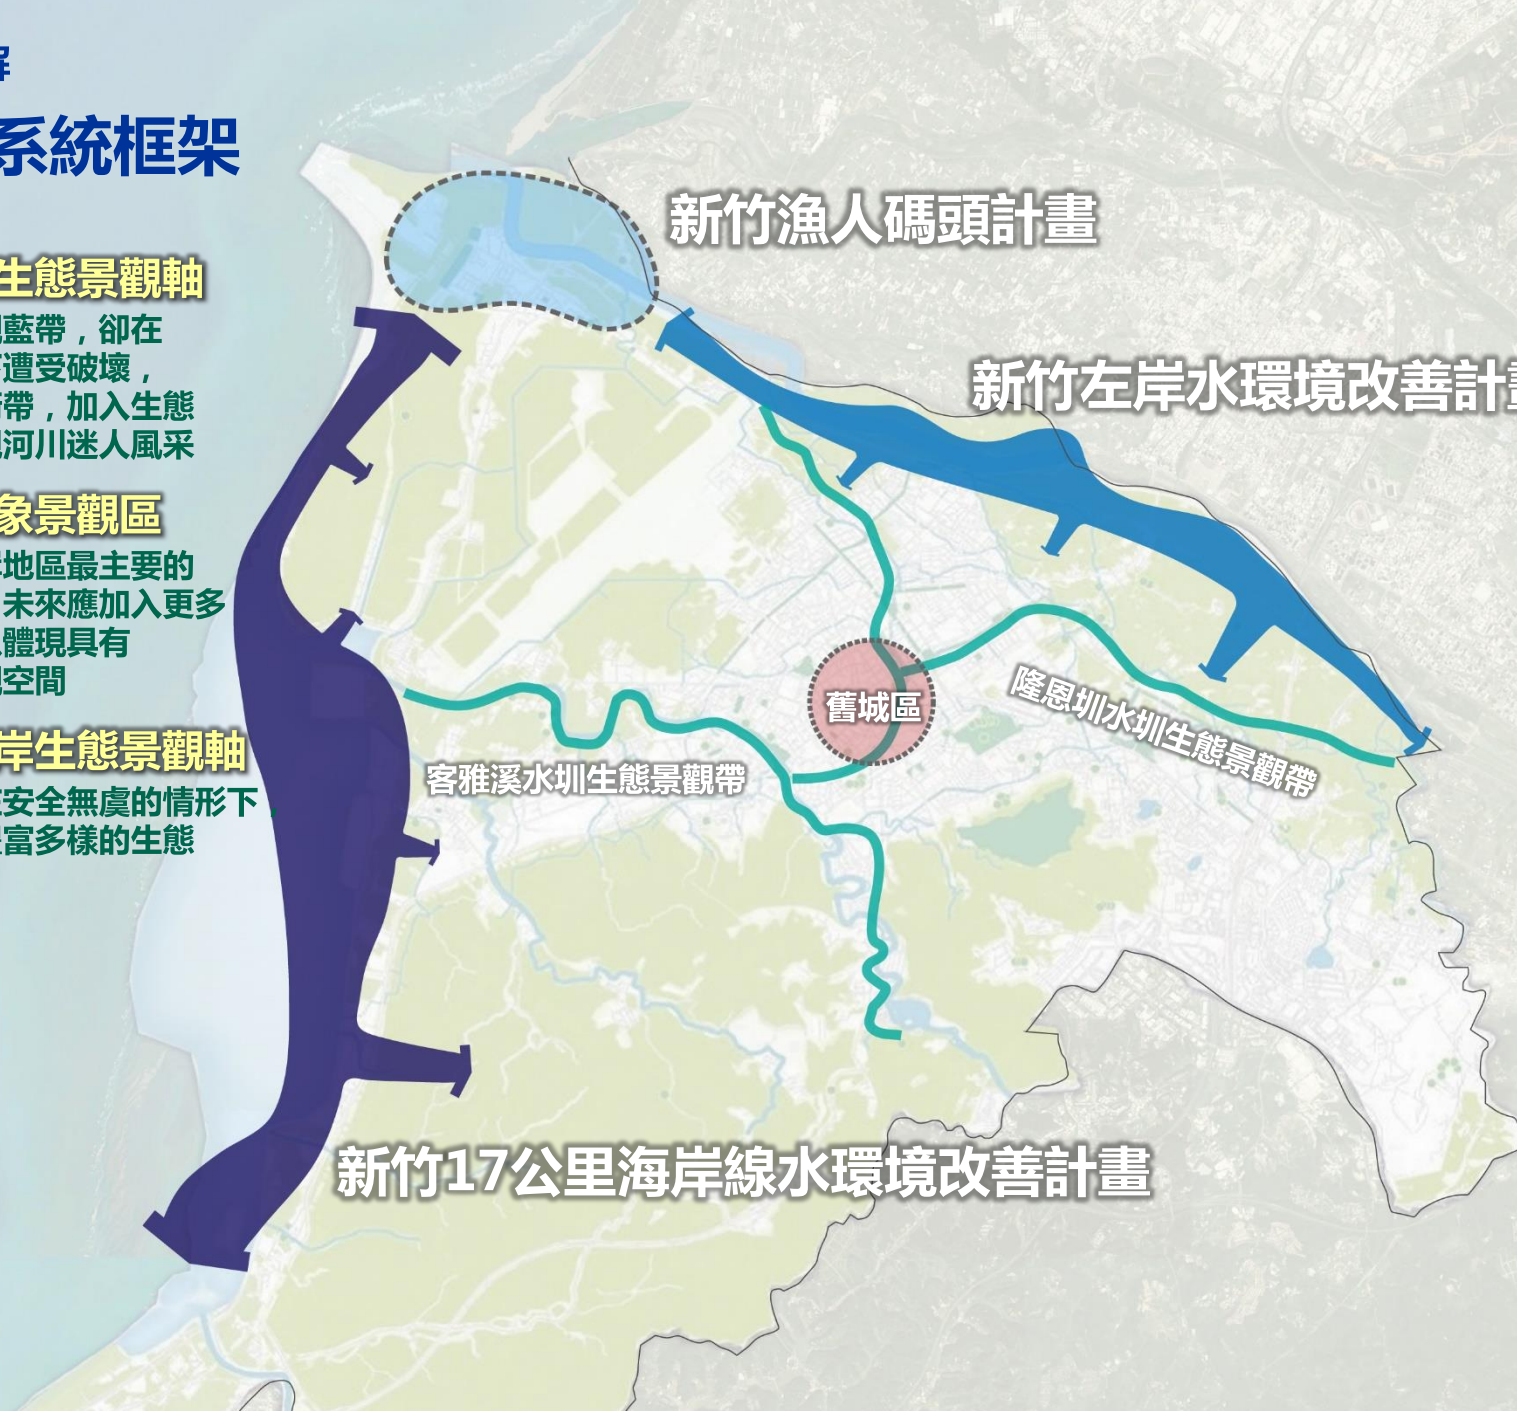 系統框架
生態景觀軸
藍帶，卻在
遭受破壞，
帶，加入生態
河川迷人風采
象景觀區
地區最主要的
未來應加入更多
體現具有
空間
岸生態景觀軸
安全無虞的情形下，
富多樣的生態
新竹漁人碼頭計畫
新竹左岸水環境改善計畫
舊城區
隆恩圳水圳生態景觀帶
客雅溪水圳生態景觀帶
新竹17公里海岸線水環境改善計畫